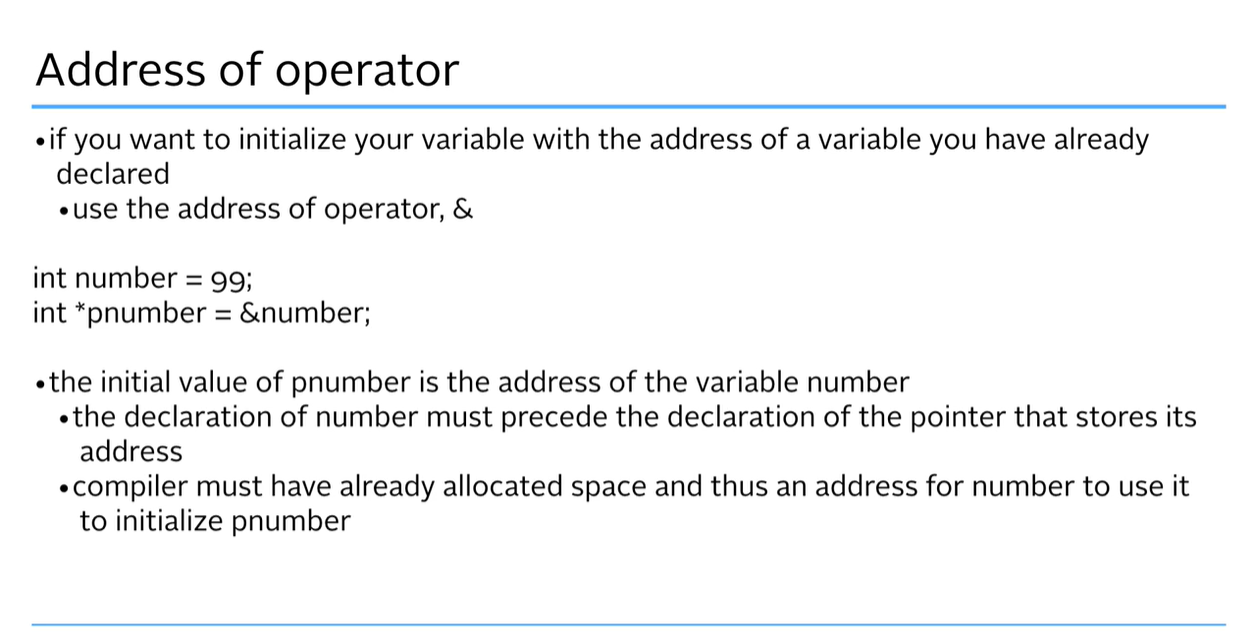 Address of operator
•if you want to initialize your variable with the address of a variable you have already
declared
•use the address of operator, &
int number = 99;
int *pnumber = &number;
•the initial value of pnumber is the address of the variable number
•the declaration of number must precede the declaration of the pointer that stores its
address
•compiler must have already allocated space and thus an address for number to use it
to initialize pnumber